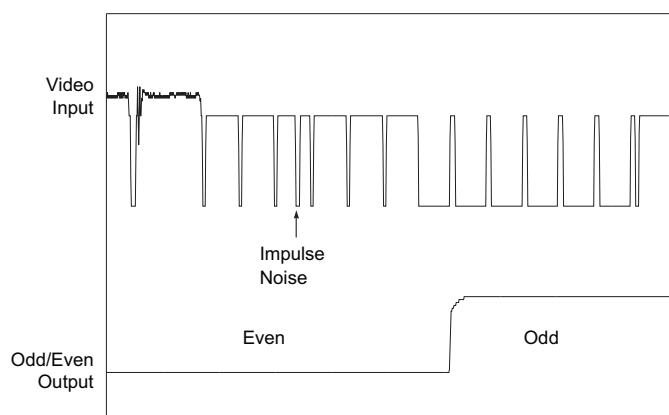 Video
Input
Impulse
Noise
Even
Odd
Odd/Even
Output